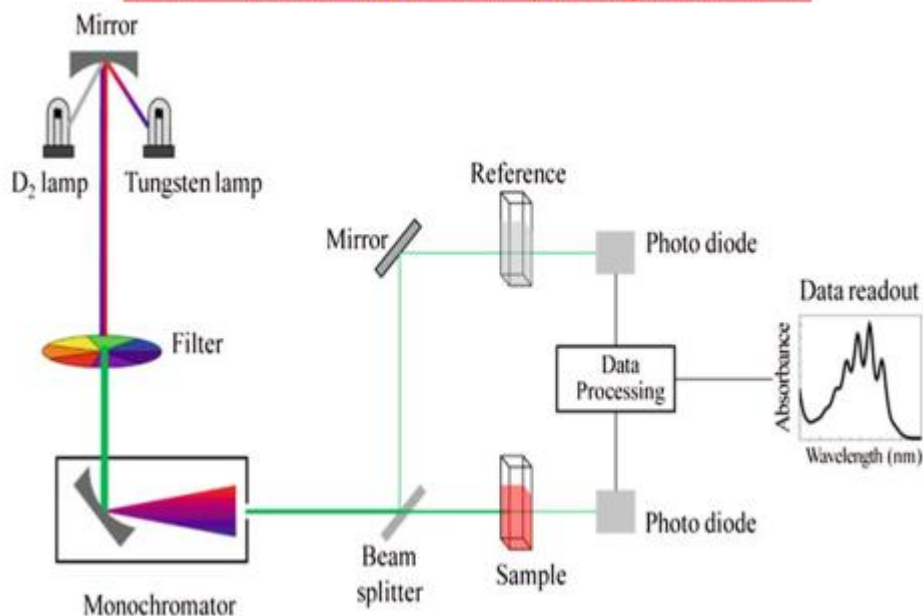 Mirror
D₂ lamp
Tungsten lamp
Reference
Mirror
Photo diode
Data readout
Filter
Data
Processing
Absorbance
Wavelength (nm)
Photo diode
Beam
splitter
Sample
Monochromator